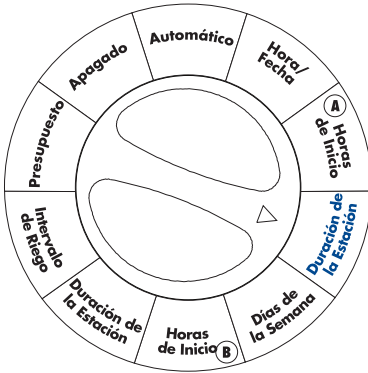 Automático
Hora/
Fecha
A
Horas
de Inicio
Duración de
la Estación
Días de
la Semana
Horas
de Inicio B
Duración de
la Estación
Intervalo
de Riego
Presupuesto
Apagado